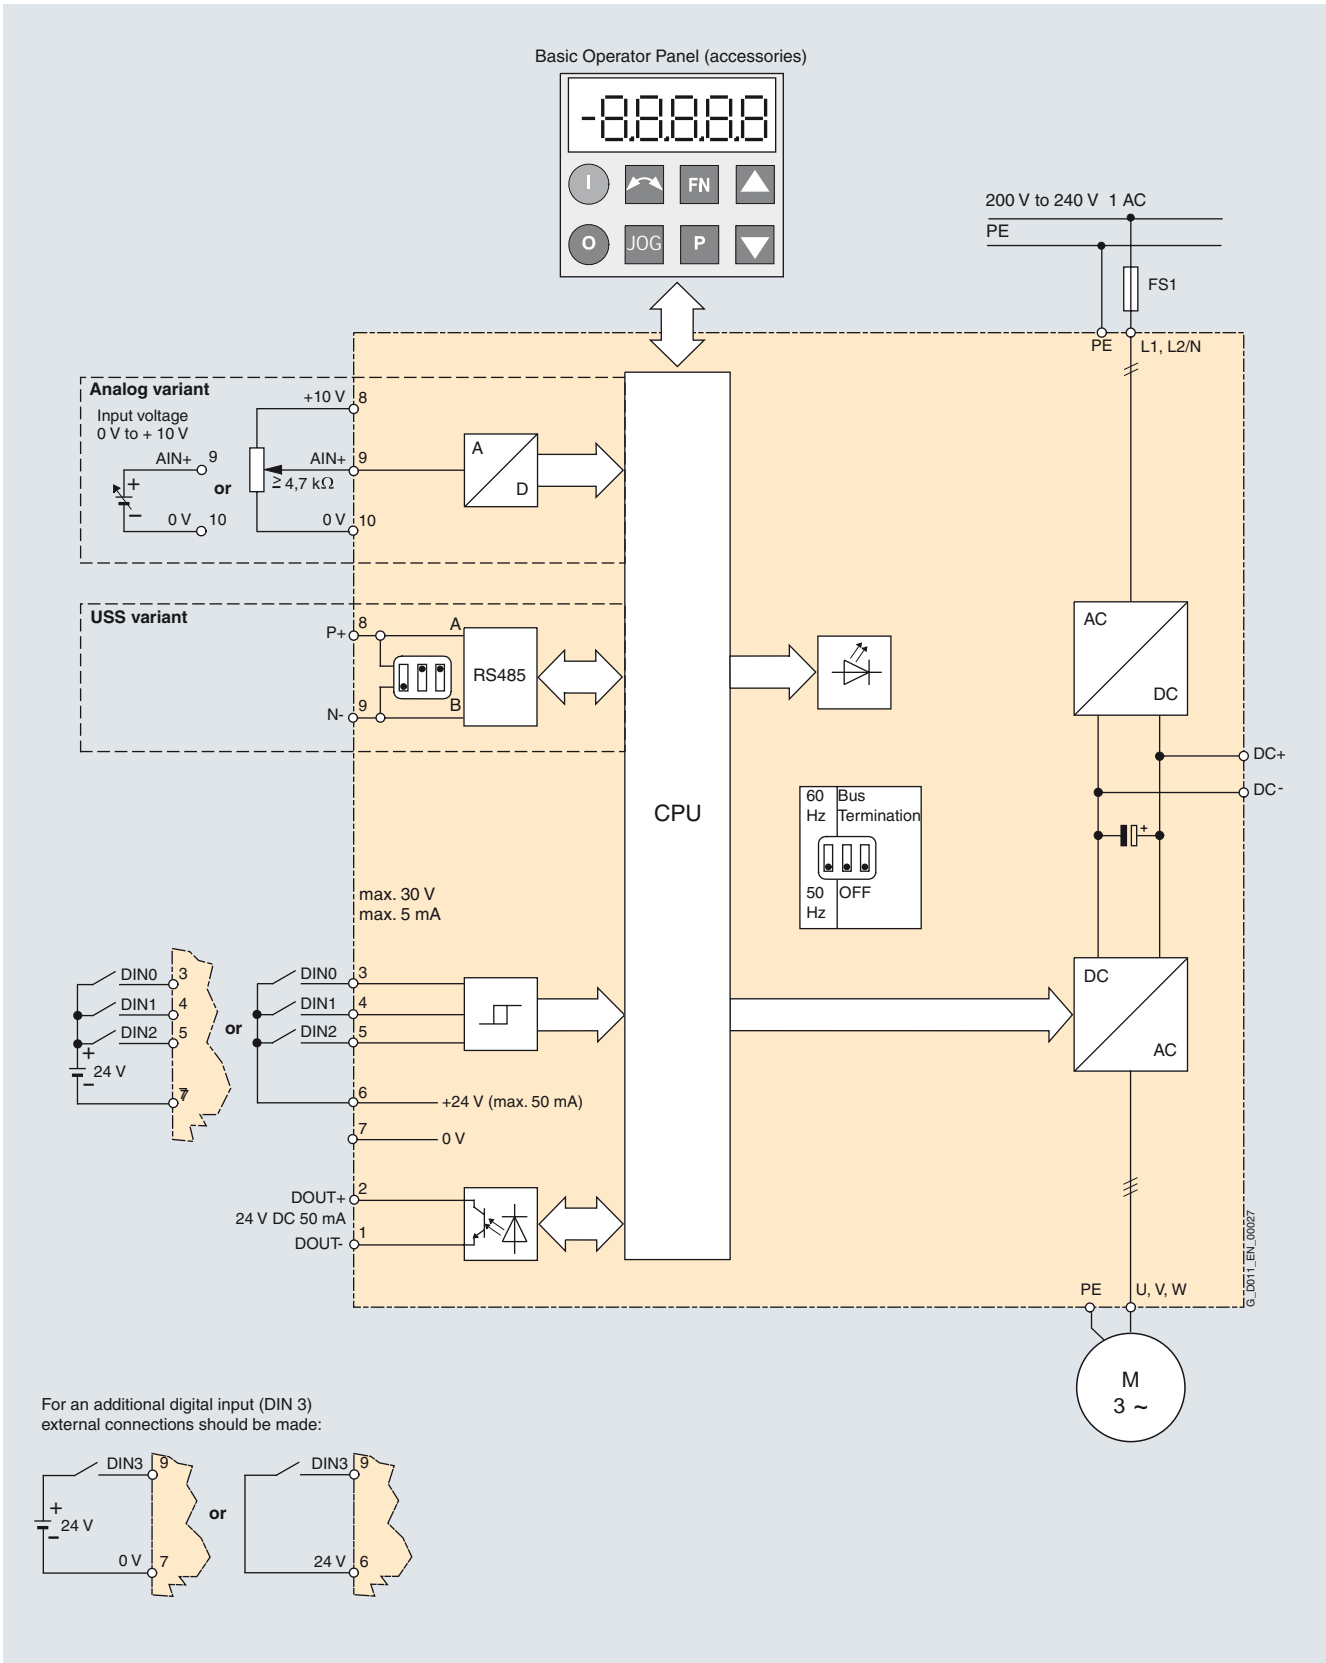 Basic Operator Panel (accessories)
-8.8.8.8.8
I
FN
O
JOG
P
200 V to 240 V 1 AC
PE
FS1
PE
L1, L2/N
Analog variant
Input voltage
0 V to + 10 V
AIN+ 9
+
−
0 V 10
or
+10 V 8
AIN+ 9
≥ 4,7 kΩ
0 V 10
A
D
USS variant
P+ 8
A
N- 9
B
RS485
CPU
AC
DC
DC+
DC-
+
60
Hz
Bus
Termination
50
Hz
OFF
max. 30 V
max. 5 mA
DIN0 3
DIN1 4
DIN2 5
+
24 V
−
7
or
DIN0 3
DIN1 4
DIN2 5
6
+24 V (max. 50 mA)
7
0 V
DC
AC
DOUT+ 2
24 V DC 50 mA
DOUT- 1
G_D011_EN_00027
PE
U, V, W
M
3 ~
For an additional digital input (DIN 3)
external connections should be made:
DIN3 9
+
24 V
−
0 V 7
or
DIN3 9
24 V 6